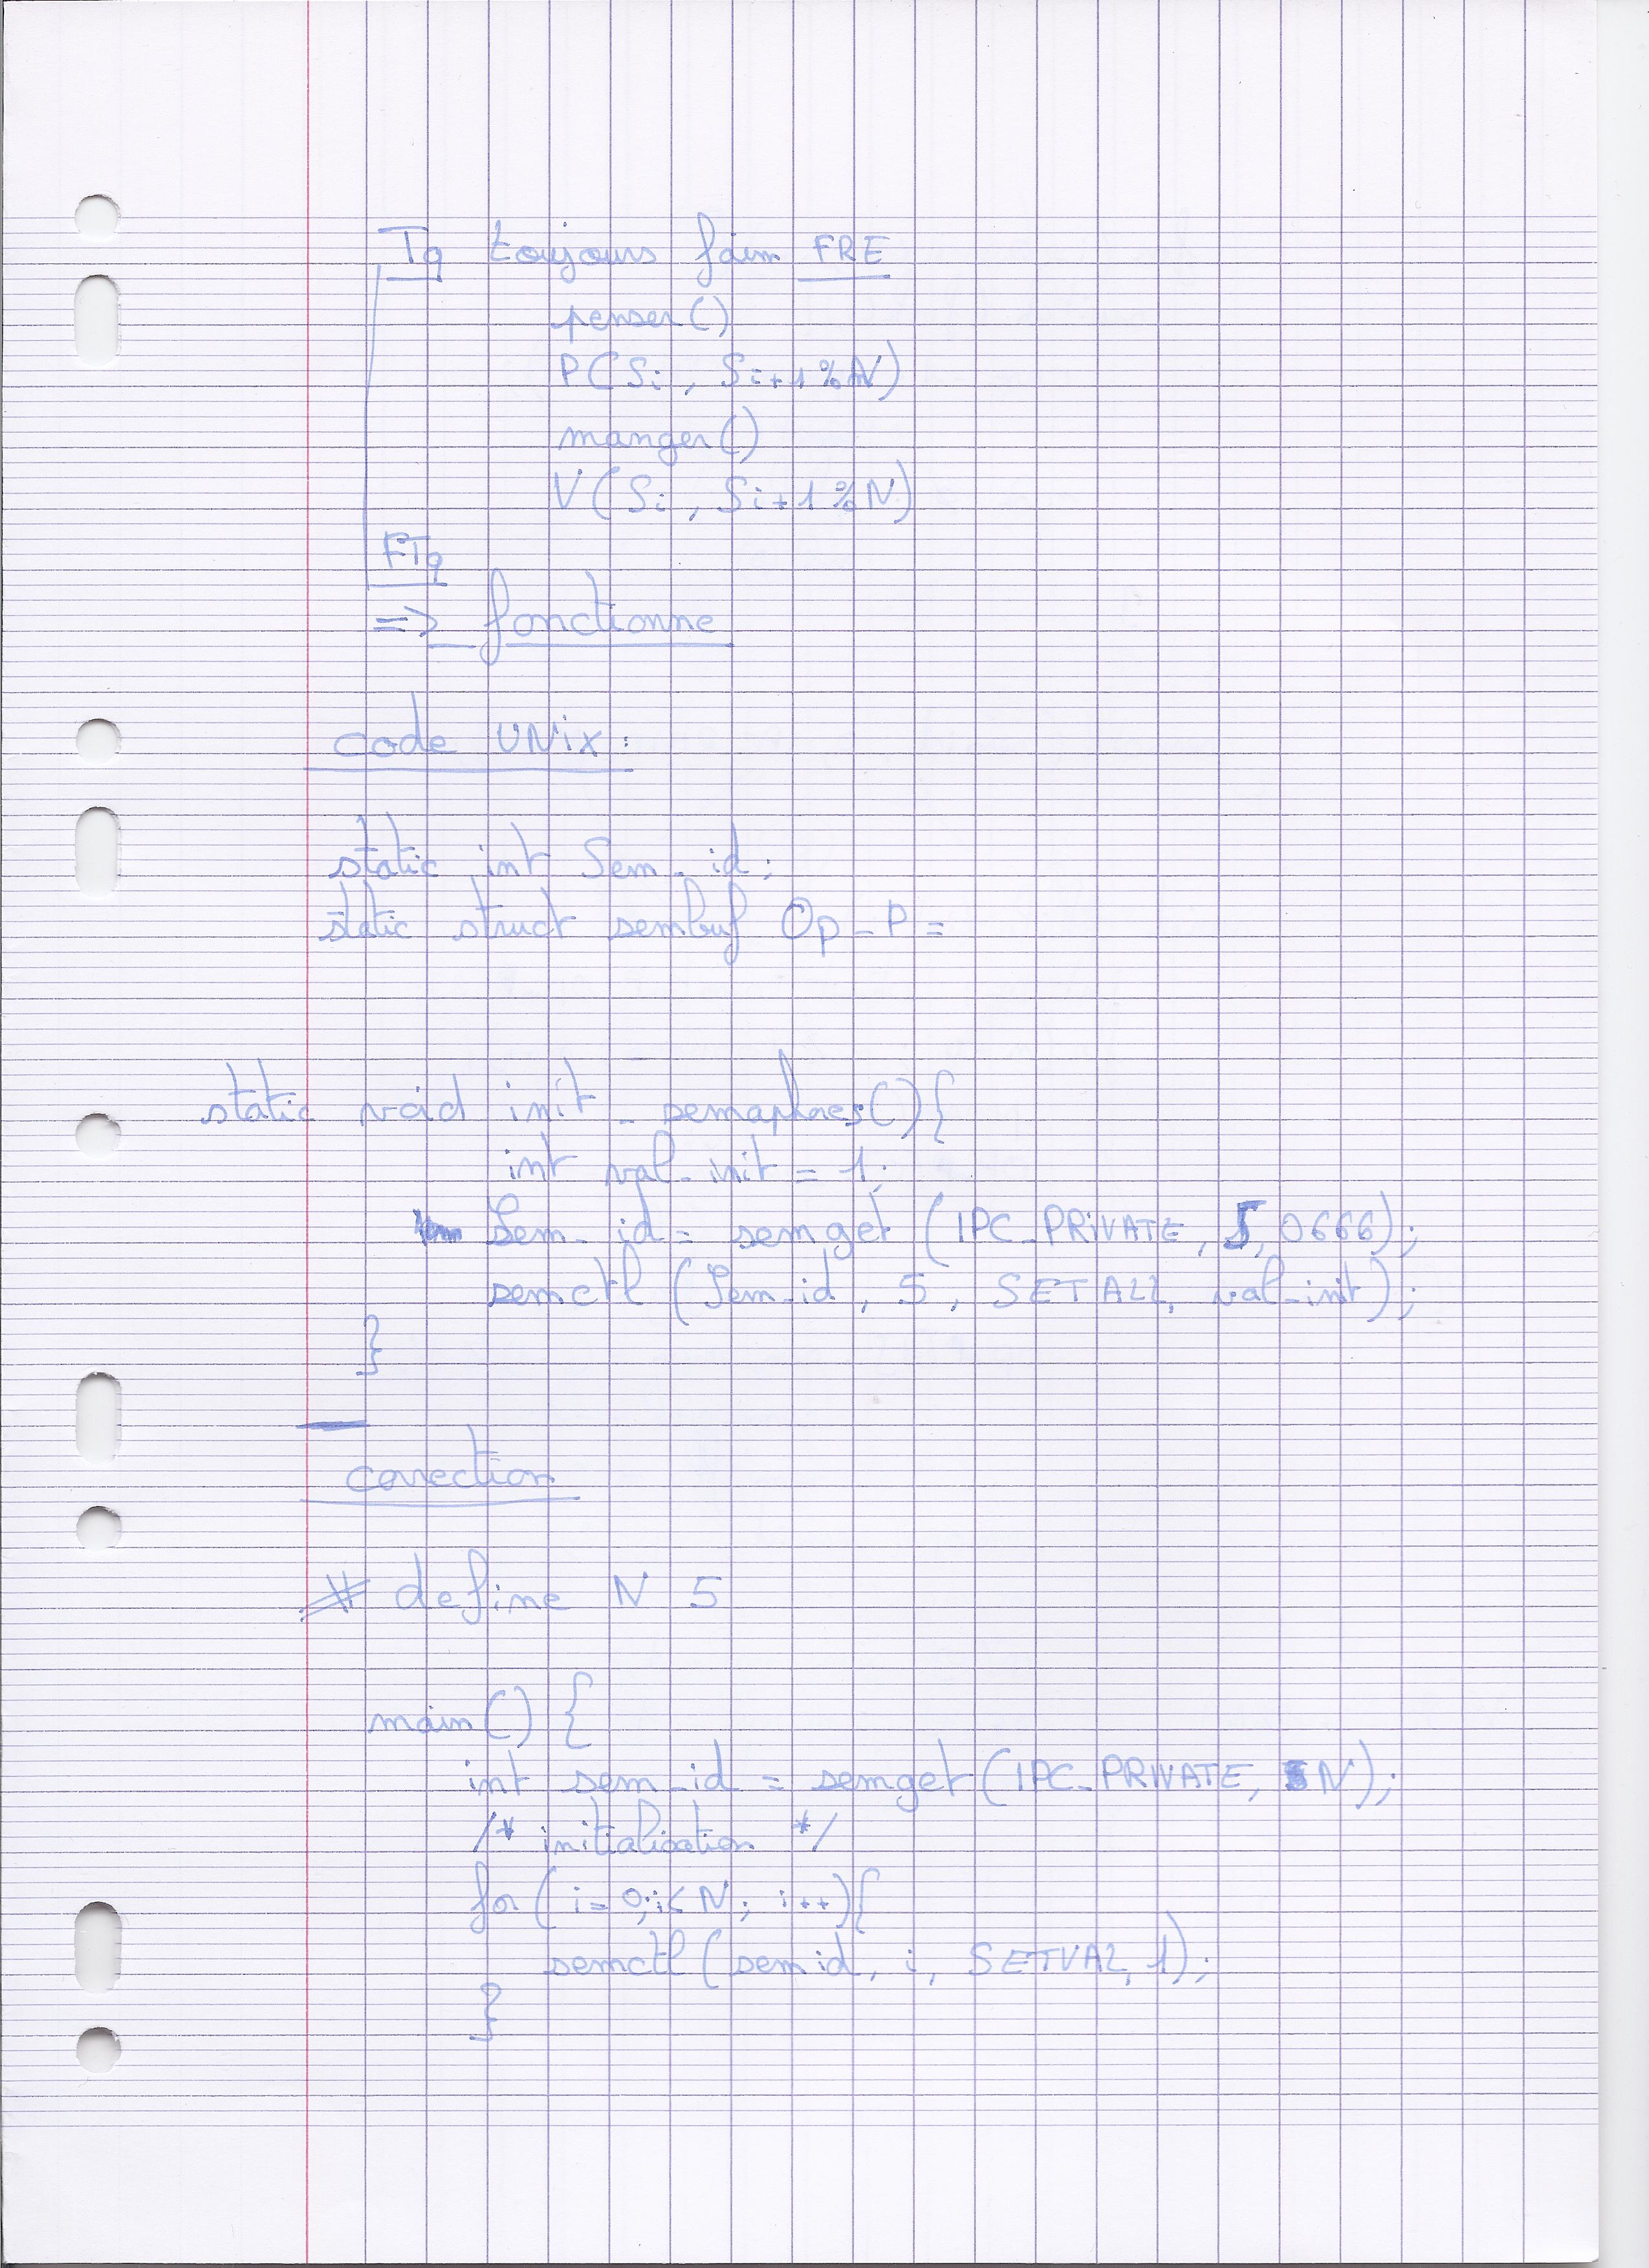 Tq toujours faim FRE
penser()
P(Si, Si+1%N)
manger()
V(Si, Si+1%N)
FTq
=> fonctionne
code UNix :
static int Sem_id;
static struct sembuf Op_P =
static void init_semaphores(){
int val_init = 1;
Sem_id = semget (IPC_PRiVATE, 5, 0666);
semctl (Sem_id, 5, SETALL, val_init);
}
correction
# define N 5
main() {
int sem_id = semget(IPC_PRIVATE, N);
/* initialisation */
for (i=0;i<N; i++){
semctl (semid, i, SETVAL, 1);
}